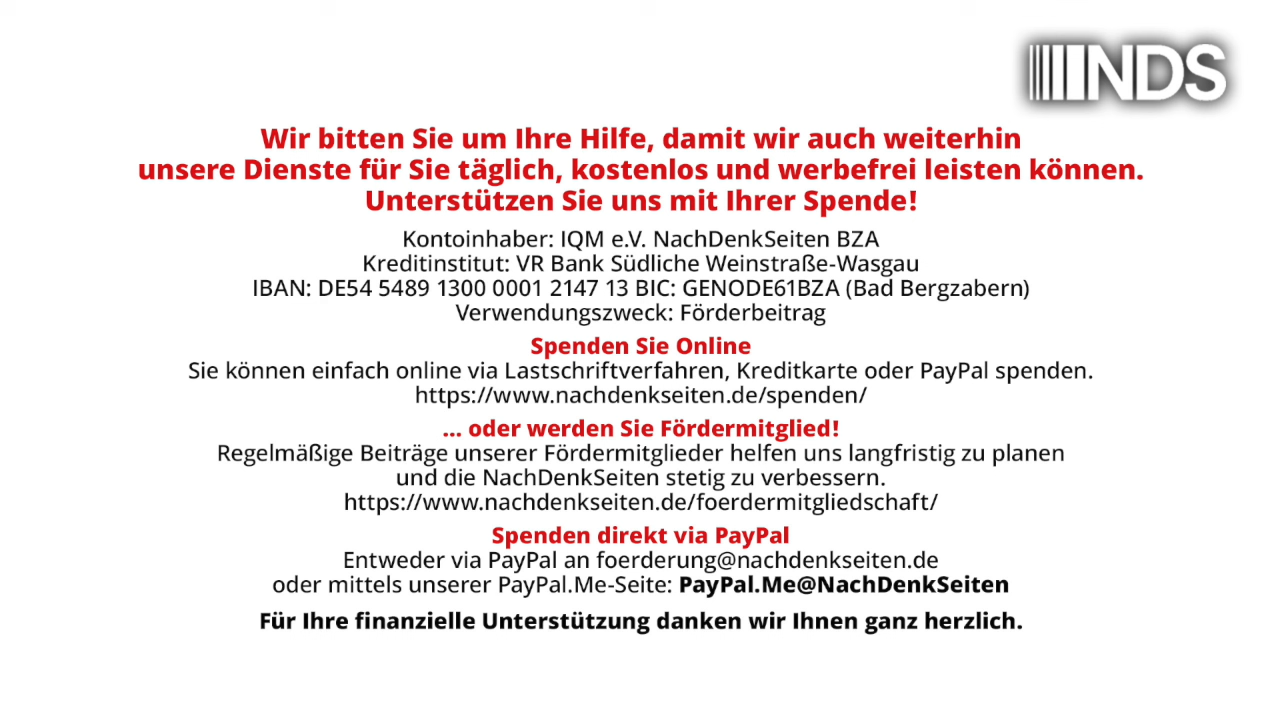 NDS
Wir bitten Sie um Ihre Hilfe, damit wir auch weiterhin
unsere Dienste für Sie täglich, kostenlos und werbefrei leisten können.
Unterstützen Sie uns mit Ihrer Spende!
Kontoinhaber: IQM e.V. NachDenkSeiten BZA
Kreditinstitut: VR Bank Südliche Weinstraße-Wasgau
IBAN: DE54 5489 1300 0001 2147 13 BIC: GENODE61BZA (Bad Bergzabern)
Verwendungszweck: Förderbeitrag
Spenden Sie Online
Sie können einfach online via Lastschriftverfahren, Kreditkarte oder PayPal spenden.
https://www.nachdenkseiten.de/spenden/
... oder werden Sie Fördermitglied!
Regelmäßige Beiträge unserer Fördermitglieder helfen uns langfristig zu planen
und die NachDenkSeiten stetig zu verbessern.
https://www.nachdenkseiten.de/foerdermitgliedschaft/
Spenden direkt via PayPal
Entweder via PayPal an foerderung@nachdenkseiten.de
oder mittels unserer PayPal.Me-Seite: PayPal.Me@NachDenkSeiten
Für Ihre finanzielle Unterstützung danken wir Ihnen ganz herzlich.